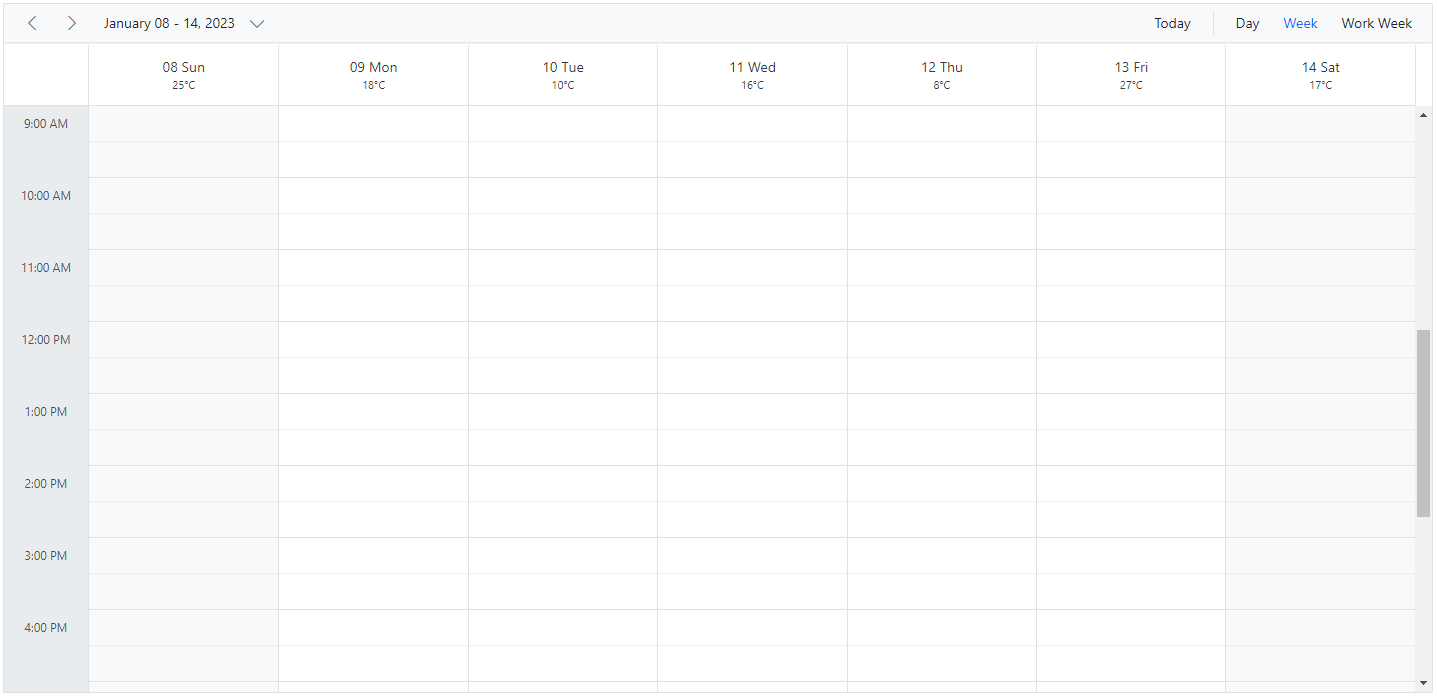 January 08 - 14, 2023 Today Day Week Work Week
08 Sun 09 Mon 10 Tue 11 Wed 12 Thu 13 Fri 14 Sat
25°C 18°C 10°C 16°C 8°C 27°C 17°C
9:00 AM
10:00 AM
11:00 AM
12:00 PM
1:00 PM
2:00 PM
3:00 PM
4:00 PM